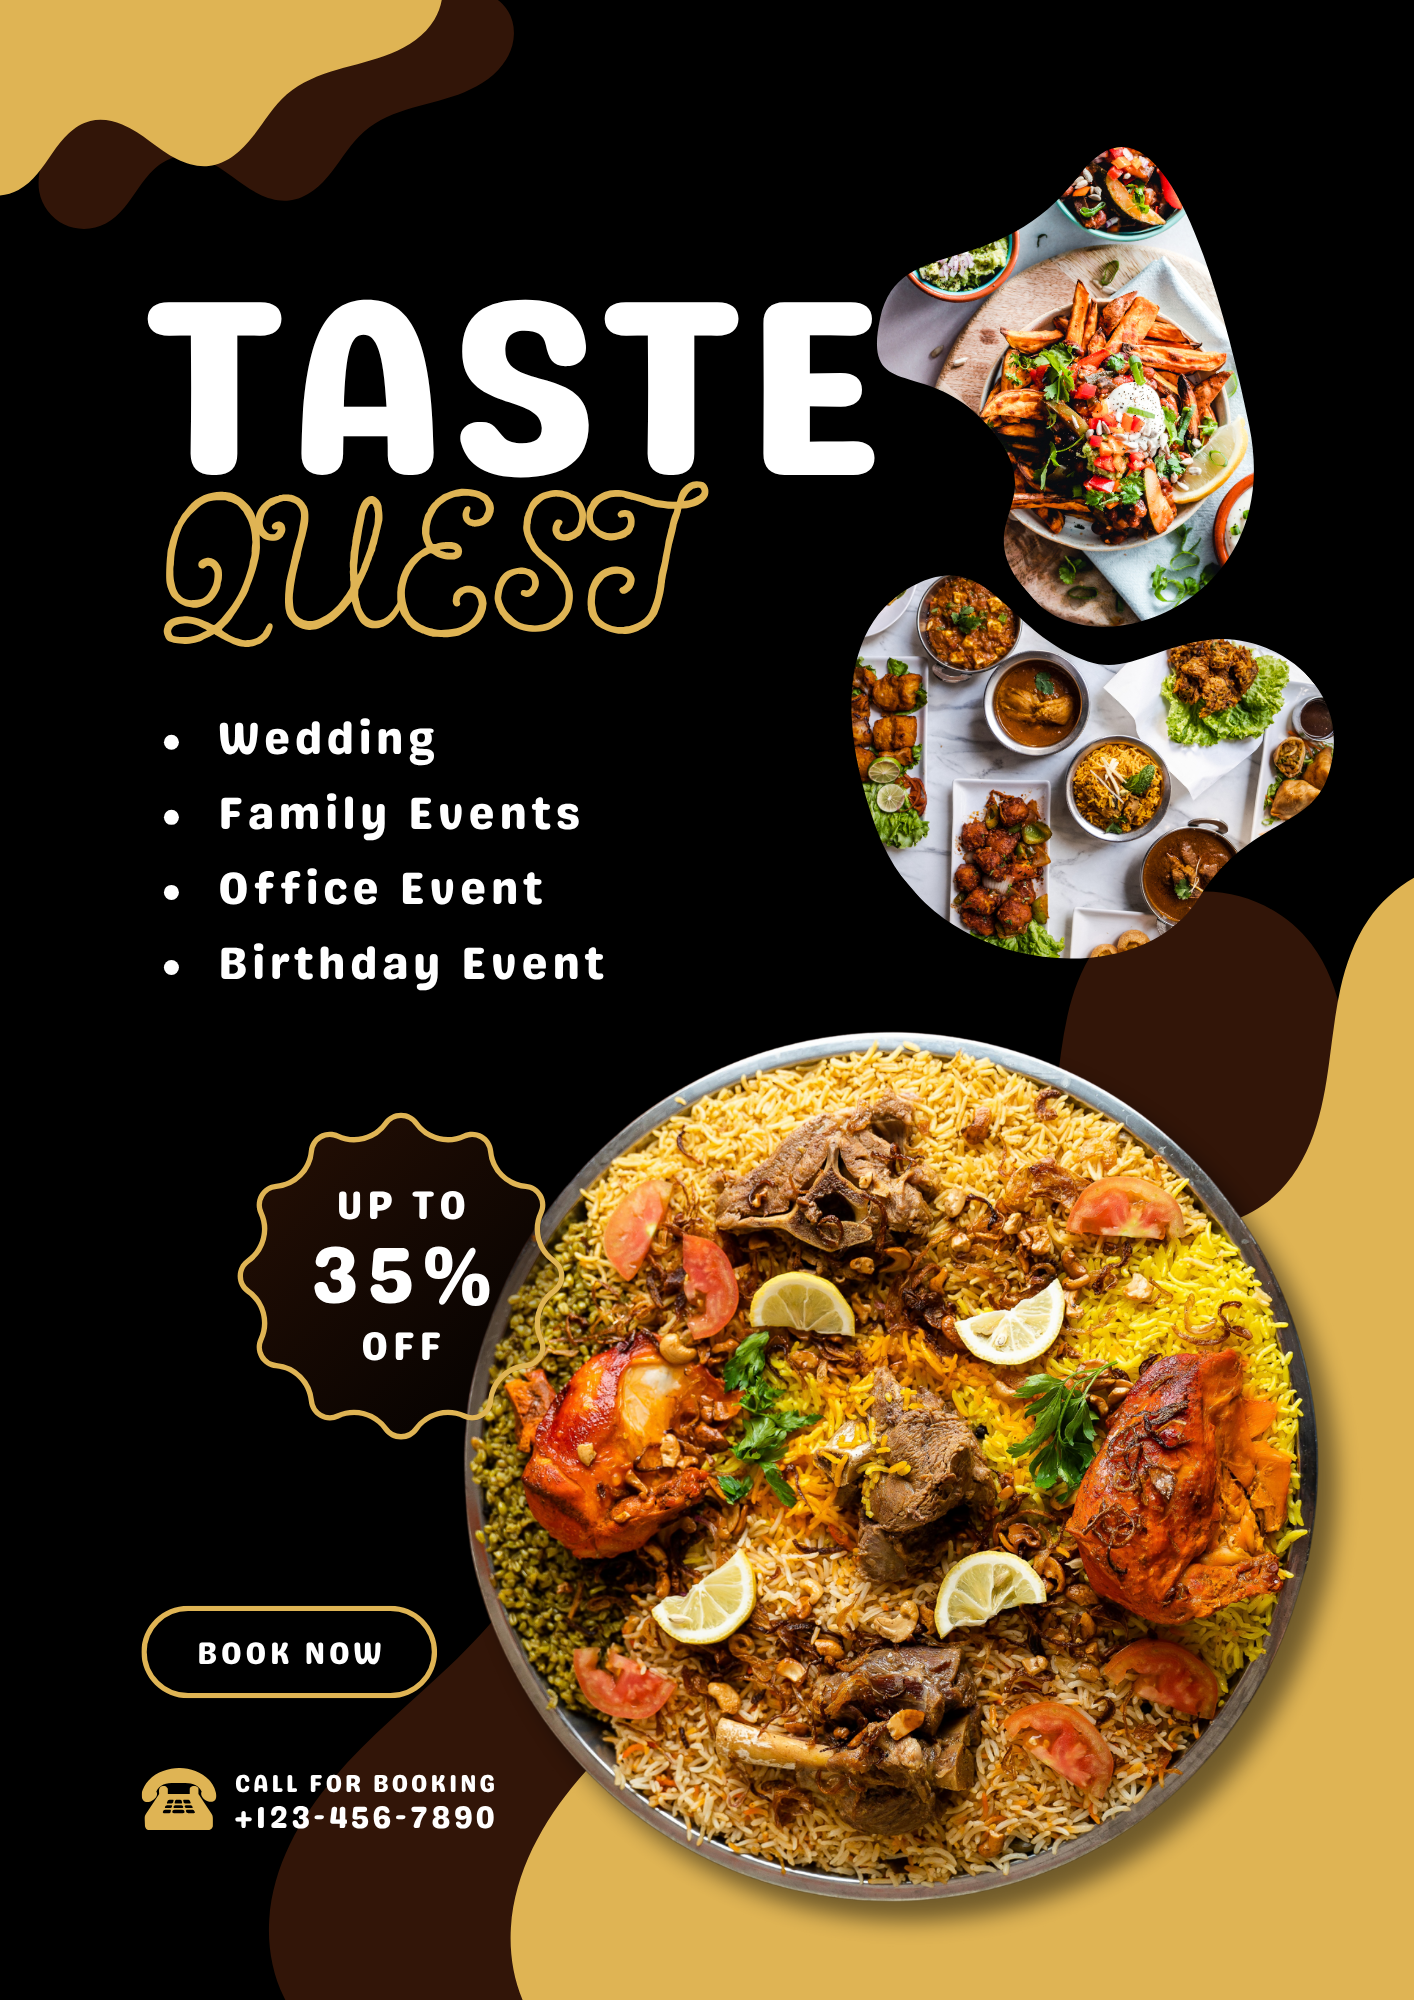 TASTE
QUEST
• Wedding
• Family Events
• Office Event
• Birthday Event
UP TO
35%
OFF
BOOK NOW
CALL FOR BOOKING
+123-456-7890